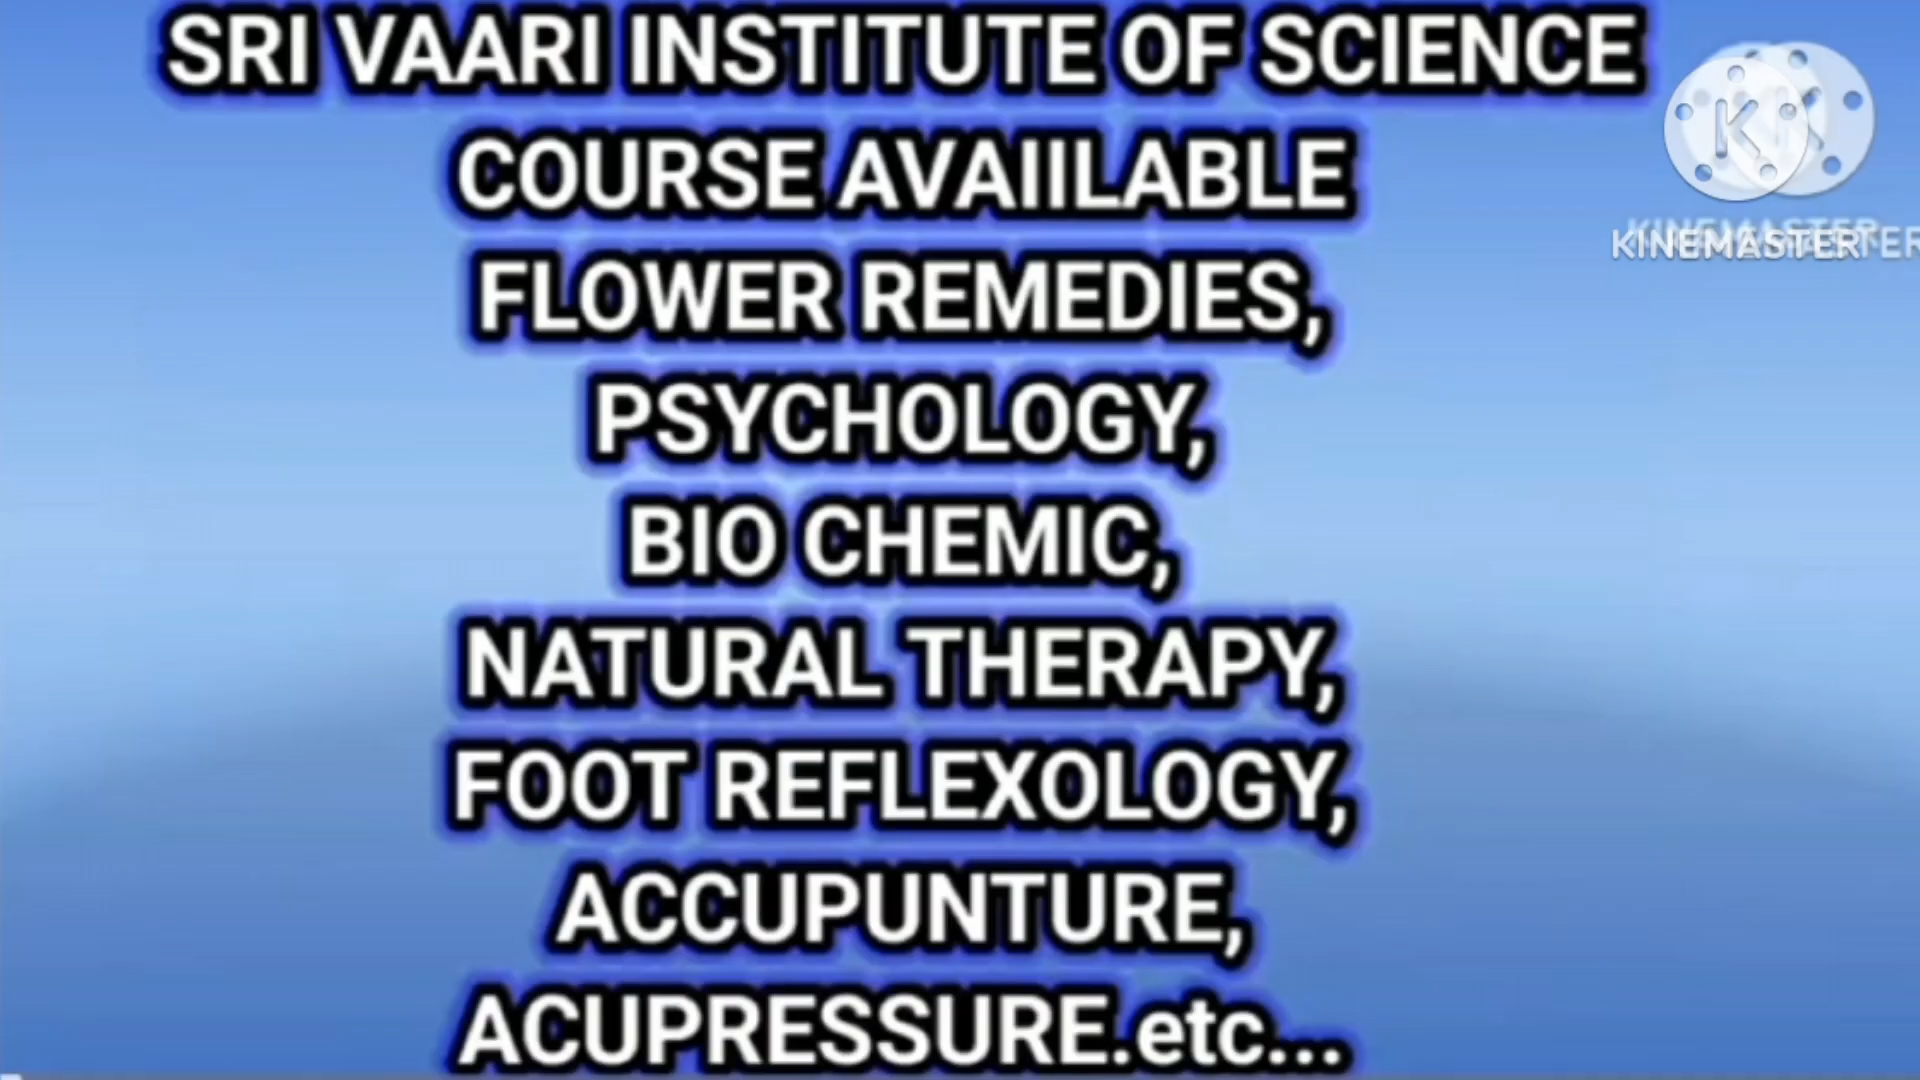 SRI VAARI INSTITUTE OF SCIENCE
COURSE AVAIILABLE
FLOWER REMEDIES,
PSYCHOLOGY,
BIO CHEMIC,
NATURAL THERAPY,
FOOT REFLEXOLOGY,
ACCUPUNTURE,
ACUPRESSURE.etc...
KINEMASTER